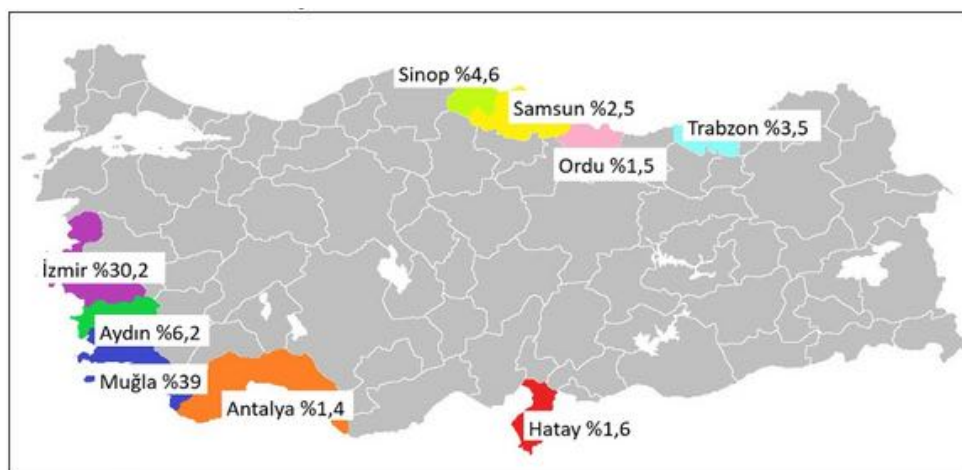 Sinop %4,6
Samsun %2,5
Trabzon %3,5
Ordu %1,5
İzmir %30,2
Aydın %6,2
Muğla %39
Antalya %1,4
Hatay %1,6